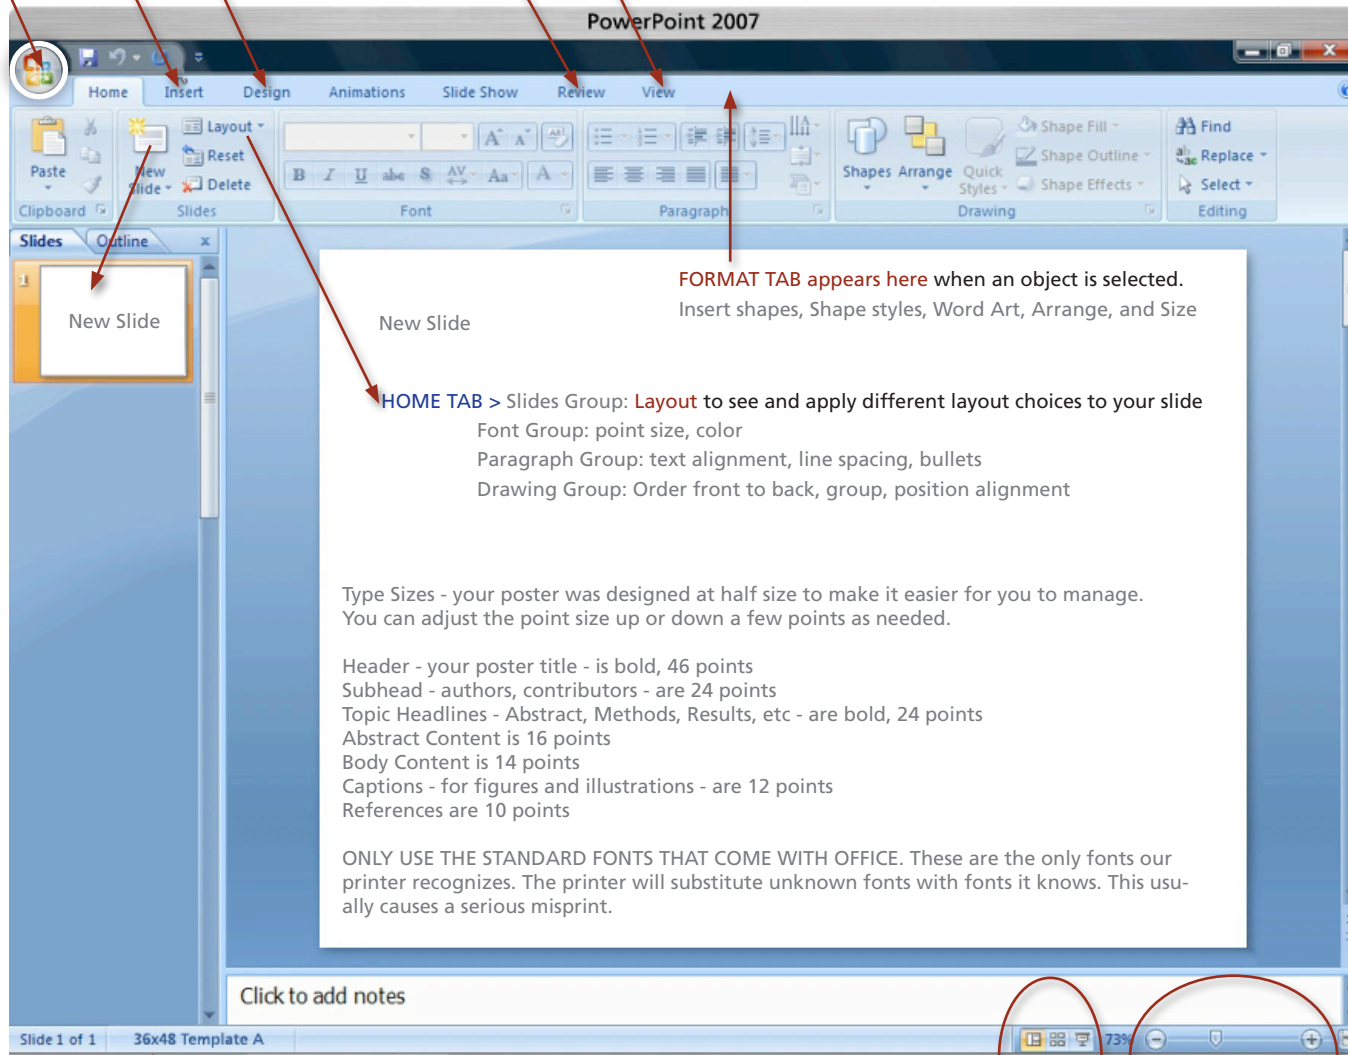 PowerPoint 2007
Home Insert Design Animations Slide Show Review View
Layout
Reset
Delete
Paste
New Slide
Clipboard
Slides
B I U abe S AV Aa A
Font
Paragraph
Shapes Arrange Quick Styles
Shape Fill
Shape Outline
Shape Effects
Drawing
Find
Replace
Select
Editing
Slides Outline x
1
New Slide
FORMAT TAB appears here when an object is selected.
Insert shapes, Shape styles, Word Art, Arrange, and Size
New Slide
HOME TAB > Slides Group: Layout to see and apply different layout choices to your slide
Font Group: point size, color
Paragraph Group: text alignment, line spacing, bullets
Drawing Group: Order front to back, group, position alignment
Type Sizes - your poster was designed at half size to make it easier for you to manage.
You can adjust the point size up or down a few points as needed.
Header - your poster title - is bold, 46 points
Subhead - authors, contributors - are 24 points
Topic Headlines - Abstract, Methods, Results, etc - are bold, 24 points
Abstract Content is 16 points
Body Content is 14 points
Captions - for figures and illustrations - are 12 points
References are 10 points
ONLY USE THE STANDARD FONTS THAT COME WITH OFFICE. These are the only fonts our
printer recognizes. The printer will substitute unknown fonts with fonts it knows. This usu-
ally causes a serious misprint.
Click to add notes
Slide 1 of 1 36x48 Template A 73%